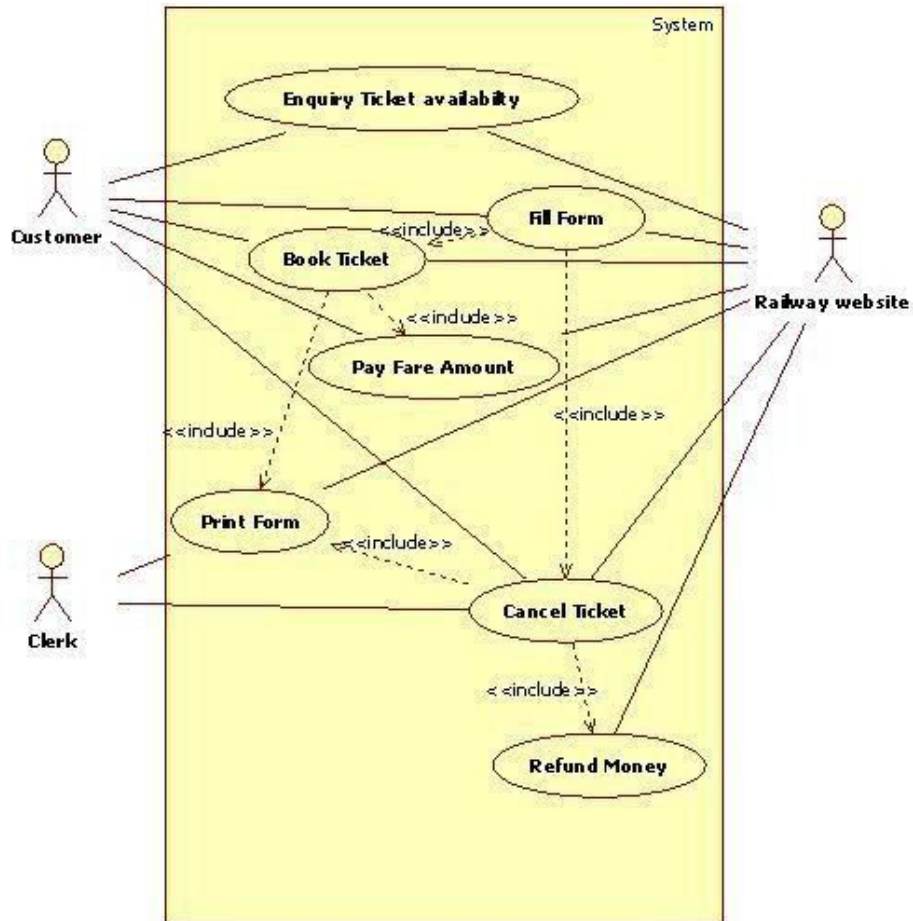 System
Enquiry Ticket availabilty
Customer
Fill Form
<<include>>
Book Ticket
Railway website
<<include>>
Pay Fare Amount
<<include>>
<<include>>
Print Form
<<include>>
Cancel Ticket
Clerk
<<include>>
Refund Money